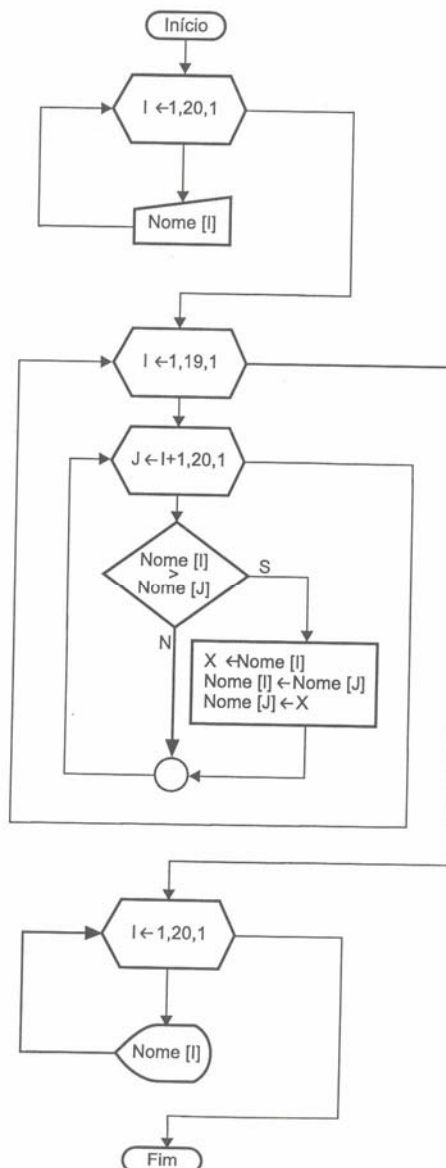 Início
I ←1,20,1
Nome [I]
I ←1,19,1
J ←I+1,20,1
Nome [I]
>
Nome [J]
S
N
X ←Nome [I]
Nome [I] ←Nome [J]
Nome [J] ←X
I ← 1,20,1
Nome [I]
Fim